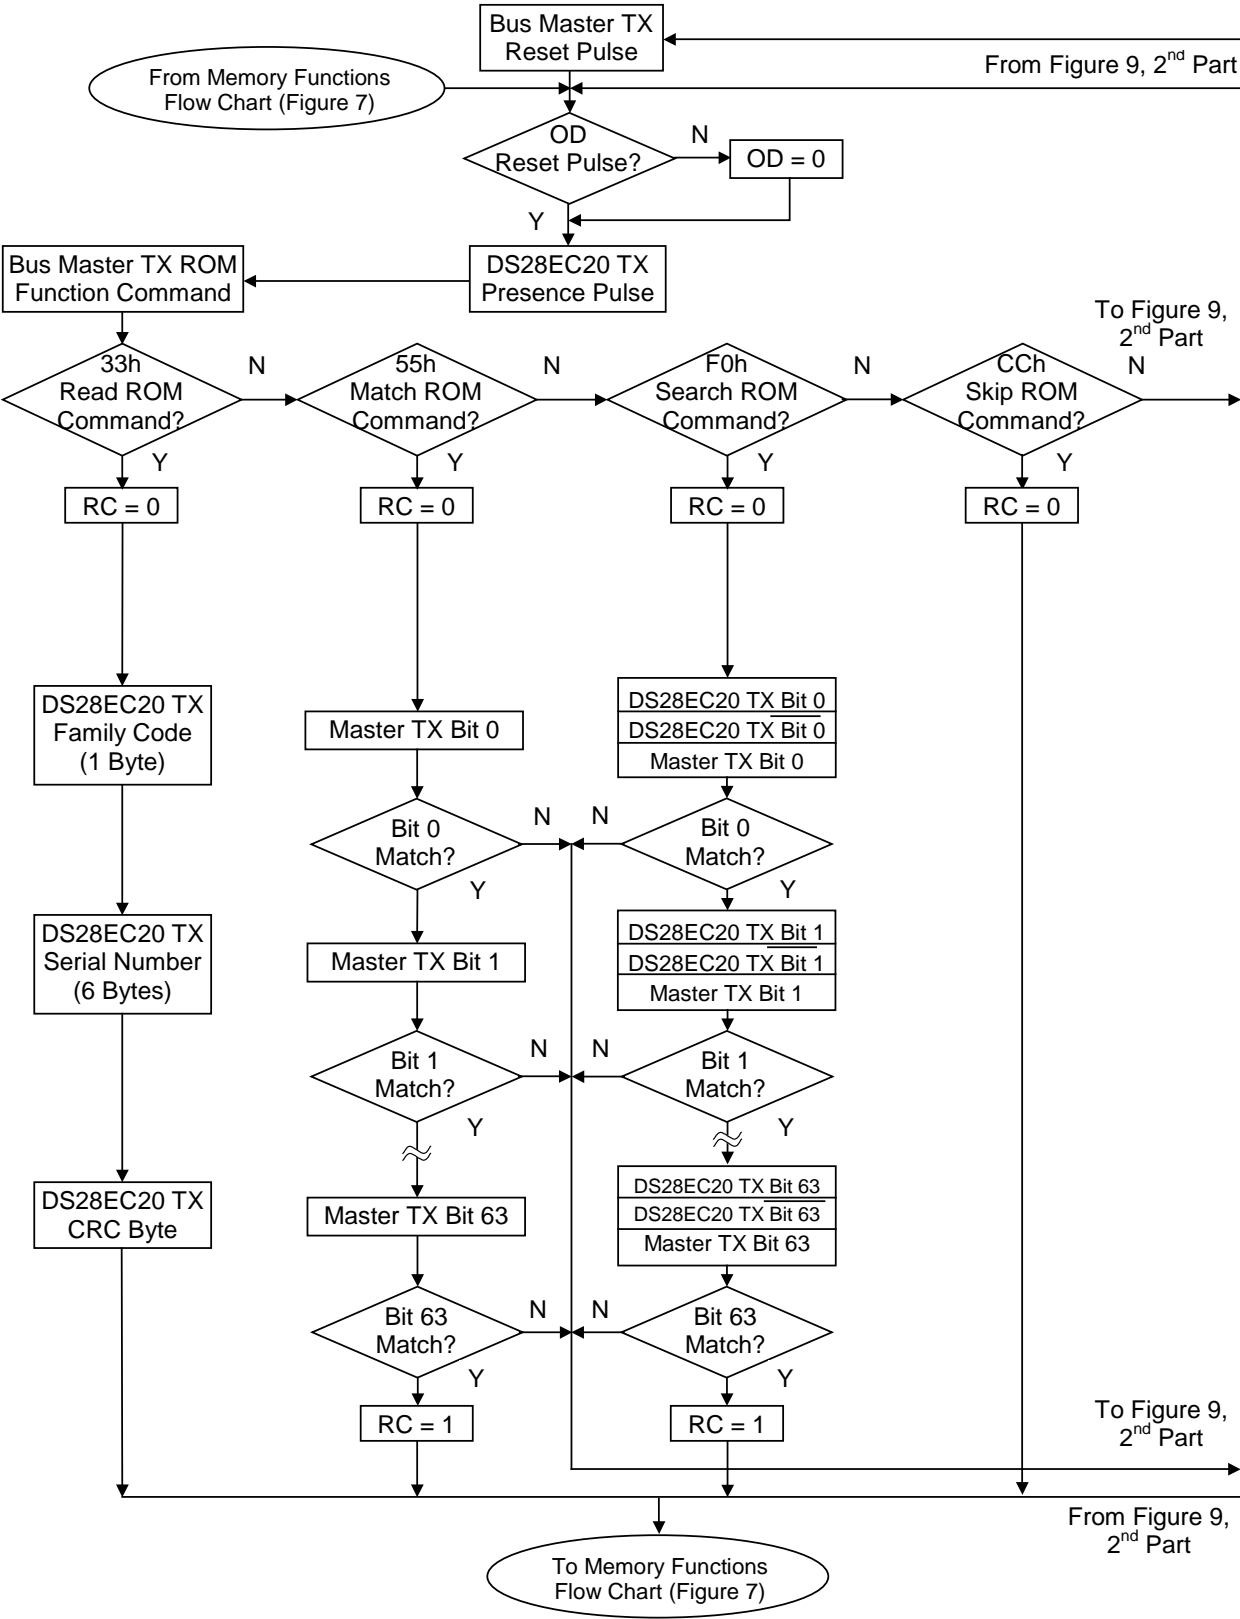 Bus Master TX
Reset Pulse
From Figure 9, 2nd Part
From Memory Functions
Flow Chart (Figure 7)
OD
Reset Pulse?
N
OD = 0
Y
Bus Master TX ROM
Function Command
DS28EC20 TX
Presence Pulse
To Figure 9,
2nd Part
33h
Read ROM
Command?
N
55h
Match ROM
Command?
N
F0h
Search ROM
Command?
N
CCh
Skip ROM
Command?
N
Y
Y
Y
Y
RC = 0
RC = 0
RC = 0
RC = 0
DS28EC20 TX
Family Code
(1 Byte)
Master TX Bit 0
DS28EC20 TX Bit 0
DS28EC20 TX Bit 0
Master TX Bit 0
Bit 0
Match?
N
N
Bit 0
Match?
Y
Y
DS28EC20 TX
Serial Number
(6 Bytes)
Master TX Bit 1
DS28EC20 TX Bit 1
DS28EC20 TX Bit 1
Master TX Bit 1
Bit 1
Match?
N
N
Bit 1
Match?
Y
Y
DS28EC20 TX
CRC Byte
Master TX Bit 63
DS28EC20 TX Bit 63
DS28EC20 TX Bit 63
Master TX Bit 63
Bit 63
Match?
N
N
Bit 63
Match?
Y
Y
RC = 1
RC = 1
To Figure 9,
2nd Part
From Figure 9,
2nd Part
To Memory Functions
Flow Chart (Figure 7)